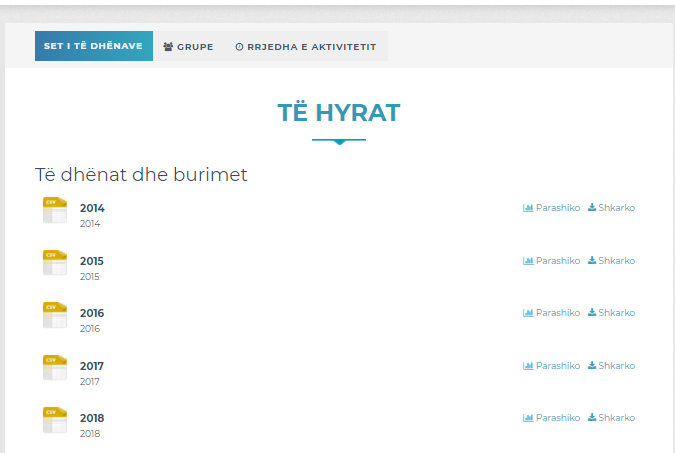 SET I TË DHËNAVE GRUPE RRJEDHA E AKTIVITETIT
TË HYRAT
Të dhënat dhe burimet
CSV 2014 Parashiko Shkarko
2014
CSV 2015 Parashiko Shkarko
2015
CSV 2016 Parashiko Shkarko
2016
CSV 2017 Parashiko Shkarko
2017
CSV 2018 Parashiko Shkarko
2018